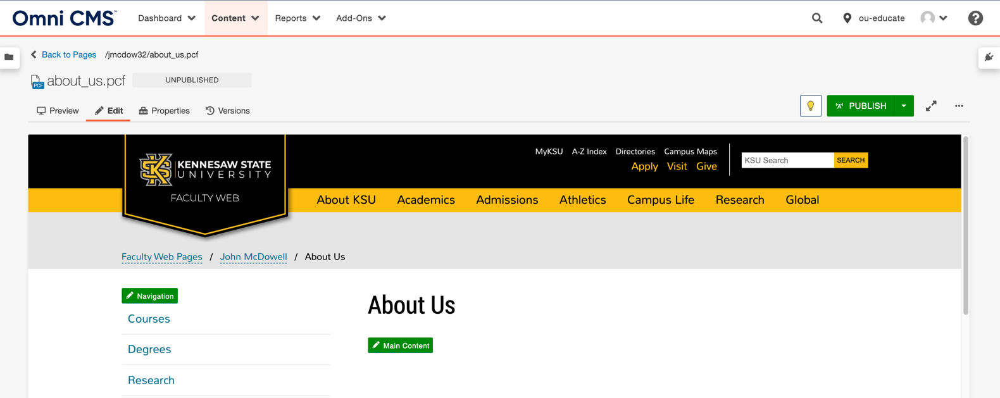 Omni CMS™ Dashboard Content Reports Add-Ons ou-educate ?
Back to Pages /jmcdow32/about_us.pcf
PCF about_us.pcf UNPUBLISHED
Preview Edit Properties Versions PUBLISH
MyKSU A-Z Index Directories Campus Maps
Apply Visit Give
KSU Search SEARCH
KENNESAW STATE
UNIVERSITY
FACULTY WEB
About KSU Academics Admissions Athletics Campus Life Research Global
Faculty Web Pages / John McDowell / About Us
Navigation
Courses
Degrees
Research
About Us
Main Content